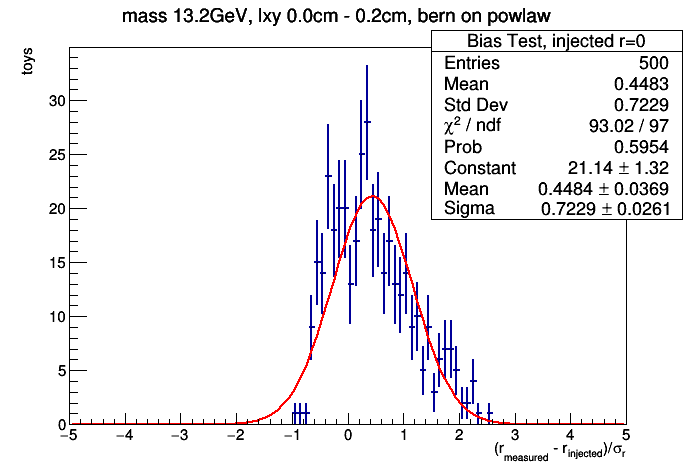 mass 13.2GeV, lxy 0.0cm - 0.2cm, bern on powlaw
Bias Test, injected r=0
Entries 500
Mean 0.4483
Std Dev 0.7229
χ² / ndf 93.02 / 97
Prob 0.5954
Constant 21.14 ± 1.32
Mean 0.4484 ± 0.0369
Sigma 0.7229 ± 0.0261
toys
30
25
20
15
10
5
0
−5 −4 −3 −2 −1 0 1 2 3 4 5
(r_measured - r_injected)/σ_r